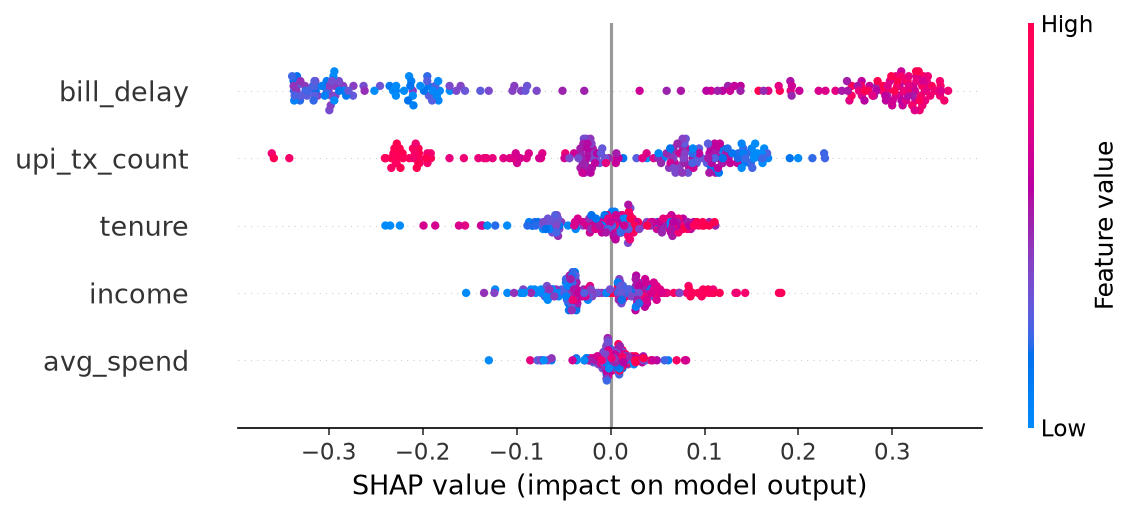 High
bill_delay
upi_tx_count
tenure
income
avg_spend
Feature value
Low
−0.3 −0.2 −0.1 0.0 0.1 0.2 0.3
SHAP value (impact on model output)